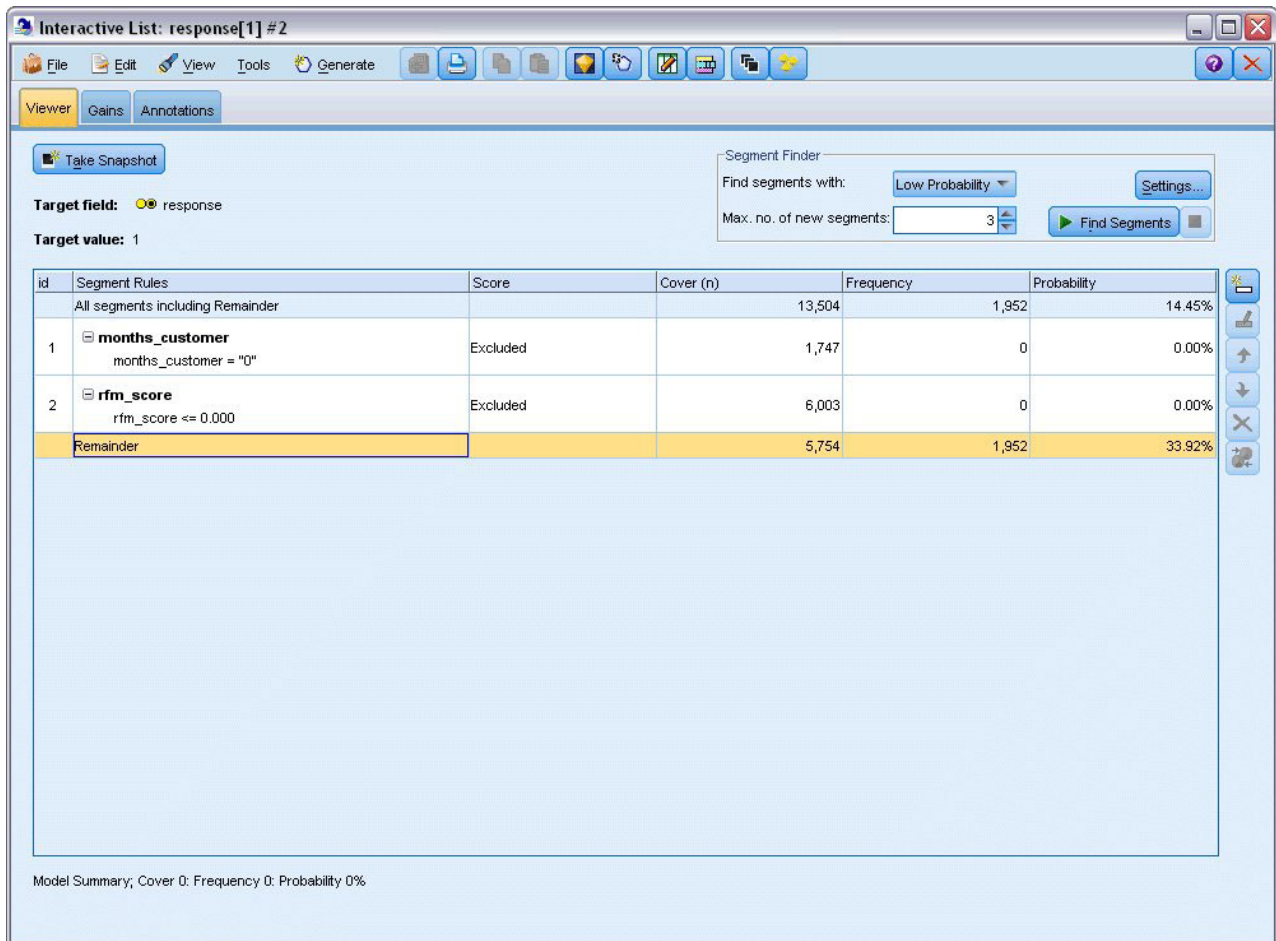 Interactive List: response[1] #2
File Edit View Tools Generate
Viewer Gains Annotations
Take Snapshot
Segment Finder
Find segments with: Low Probability Settings...
Target field: response
Max. no. of new segments: 3 Find Segments
Target value: 1
id Segment Rules Score Cover (n) Frequency Probability
All segments including Remainder 13,504 1,952 14.45%
1 months_customer Excluded 1,747 0 0.00%
months_customer = "0"
2 rfm_score Excluded 6,003 0 0.00%
rfm_score <= 0.000
Remainder 5,754 1,952 33.92%
Model Summary; Cover 0: Frequency 0: Probability 0%